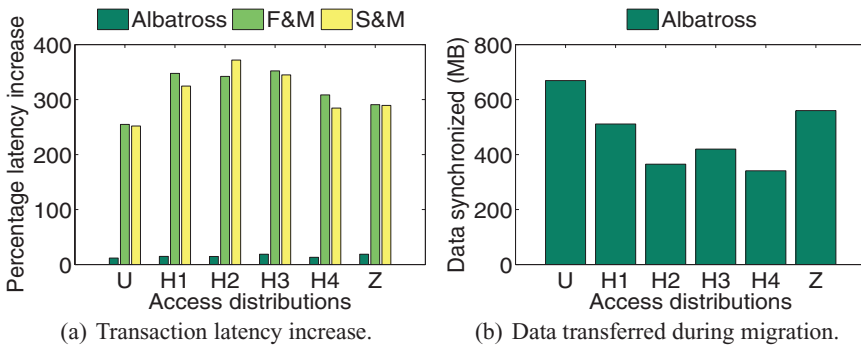 Albatross F&M S&M
Percentage latency increase
400
300
200
100
0
U H1 H2 H3 H4 Z
Access distributions
(a) Transaction latency increase.
Albatross
Data synchronized (MB)
800
600
400
200
0
U H1 H2 H3 H4 Z
Access distributions
(b) Data transferred during migration.